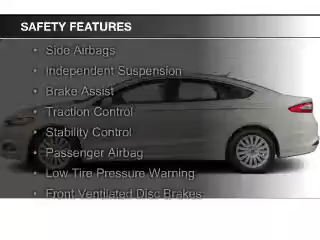 SAFETY FEATURES
• Side Airbags
• Independent Suspension
• Brake Assist
• Traction Control
• Stability Control
• Passenger Airbag
• Low Tire Pressure Warning
• Front Ventilated Disc Brakes